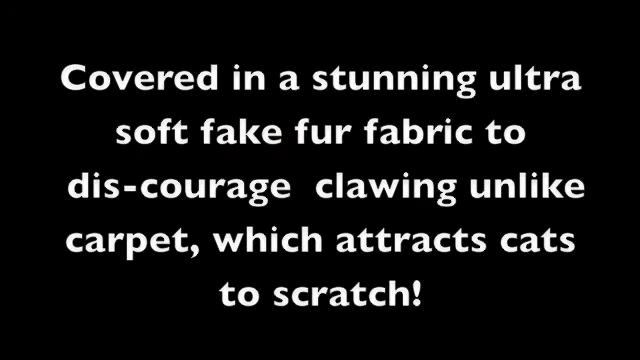 Covered in a stunning ultra
soft fake fur fabric to
dis-courage  clawing unlike
carpet, which attracts cats
to scratch!